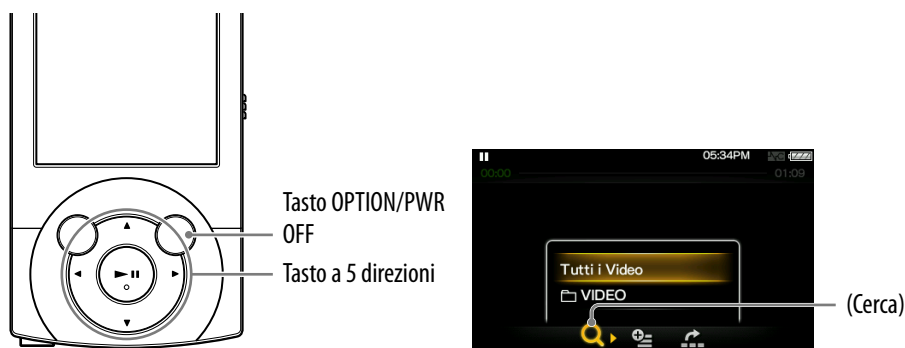 Tasto OPTION/PWR
OFF
Tasto a 5 direzioni
05:34PM
00:00
01:09
Tutti i Video
VIDEO
(Cerca)